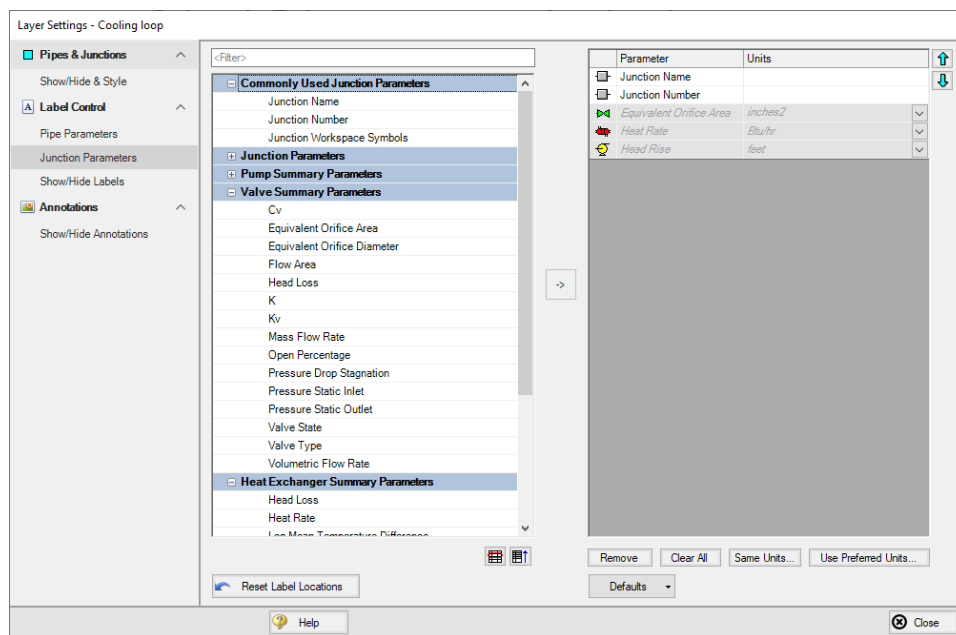 Layer Settings - Cooling loop
Pipes & Junctions
Show/Hide & Style
A Label Control
Pipe Parameters
Junction Parameters
Show/Hide Labels
Annotations
Show/Hide Annotations
<Filter>
Commonly Used Junction Parameters
Junction Name
Junction Number
Junction Workspace Symbols
Junction Parameters
Pump Summary Parameters
Valve Summary Parameters
Cv
Equivalent Orifice Area
Equivalent Orifice Diameter
Flow Area
Head Loss
K
Kv
Mass Flow Rate
Open Percentage
Pressure Drop Stagnation
Pressure Static Inlet
Pressure Static Outlet
Valve State
Valve Type
Volumetric Flow Rate
Heat Exchanger Summary Parameters
Head Loss
Heat Rate
Log Mean Temperature Difference
->
Parameter Units
Junction Name
Junction Number
Equivalent Orifice Area inches2
Heat Rate Btu/hr
Head Rise feet
Remove Clear All Same Units... Use Preferred Units...
Reset Label Locations
Defaults
Help
Close